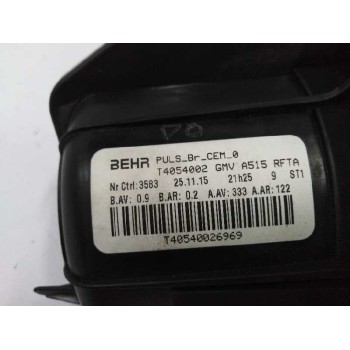 BEHR PULS_Br_CEM_0
T4054002 GMV A515 RFTA
Nr Ctrl:3583 25.11.15 21h25 9 ST1
B.AV: 0.9 B.AR: 0.2 A.AV:333 A.AR:122
T40540026969